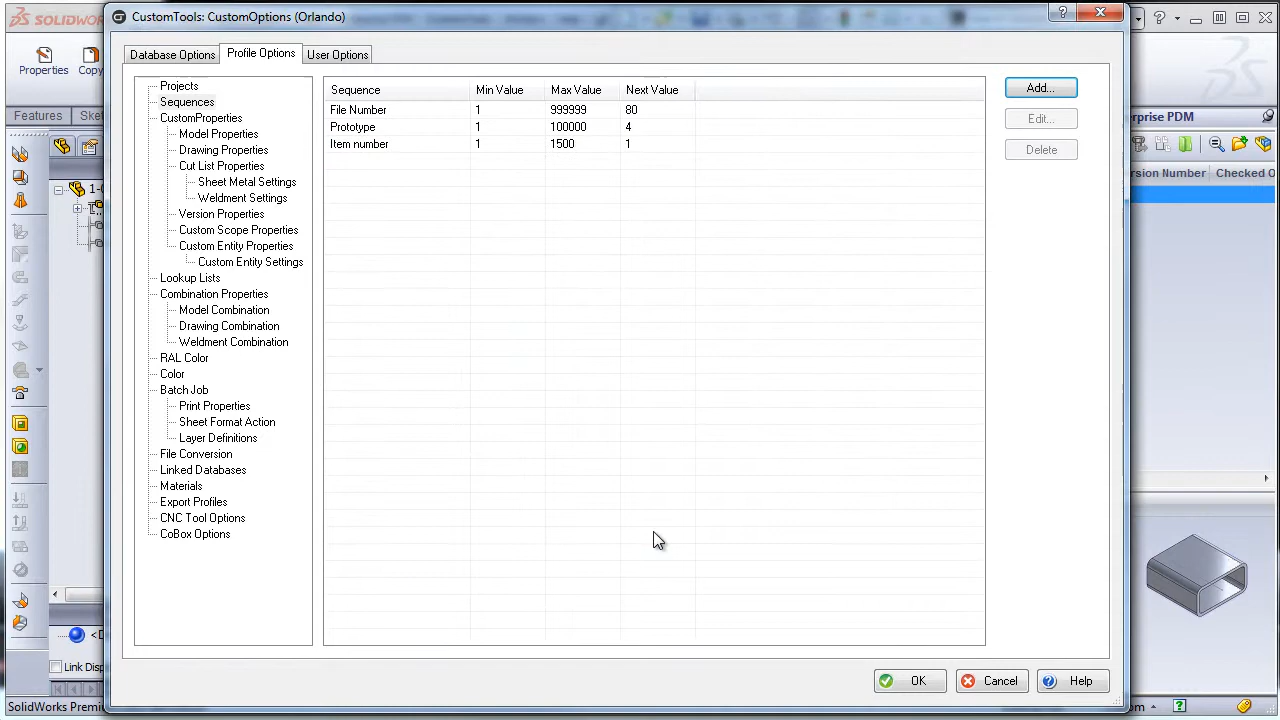 SOLIDWORKS
CustomTools: CustomOptions (Orlando)
Properties
Copy
Features
Database Options
Profile Options
User Options
Projects
Sequences
CustomProperties
Model Properties
Drawing Properties
Cut List Properties
Sheet Metal Settings
Weldment Settings
Version Properties
Custom Scope Properties
Custom Entity Properties
Custom Entity Settings
Lookup Lists
Combination Properties
Model Combination
Drawing Combination
Weldment Combination
RAL Color
Color
Batch Job
Print Properties
Sheet Format Action
Layer Definitions
File Conversion
Linked Databases
Materials
Export Profiles
CNC Tool Options
CoBox Options
Sequence Min Value Max Value Next Value
File Number 1 999999 80
Prototype 1 100000 4
Item number 1 1500 1
Add...
Edit...
Delete
OK
Cancel
Help
erprise PDM
rsion Number
Checked O
Link Disp